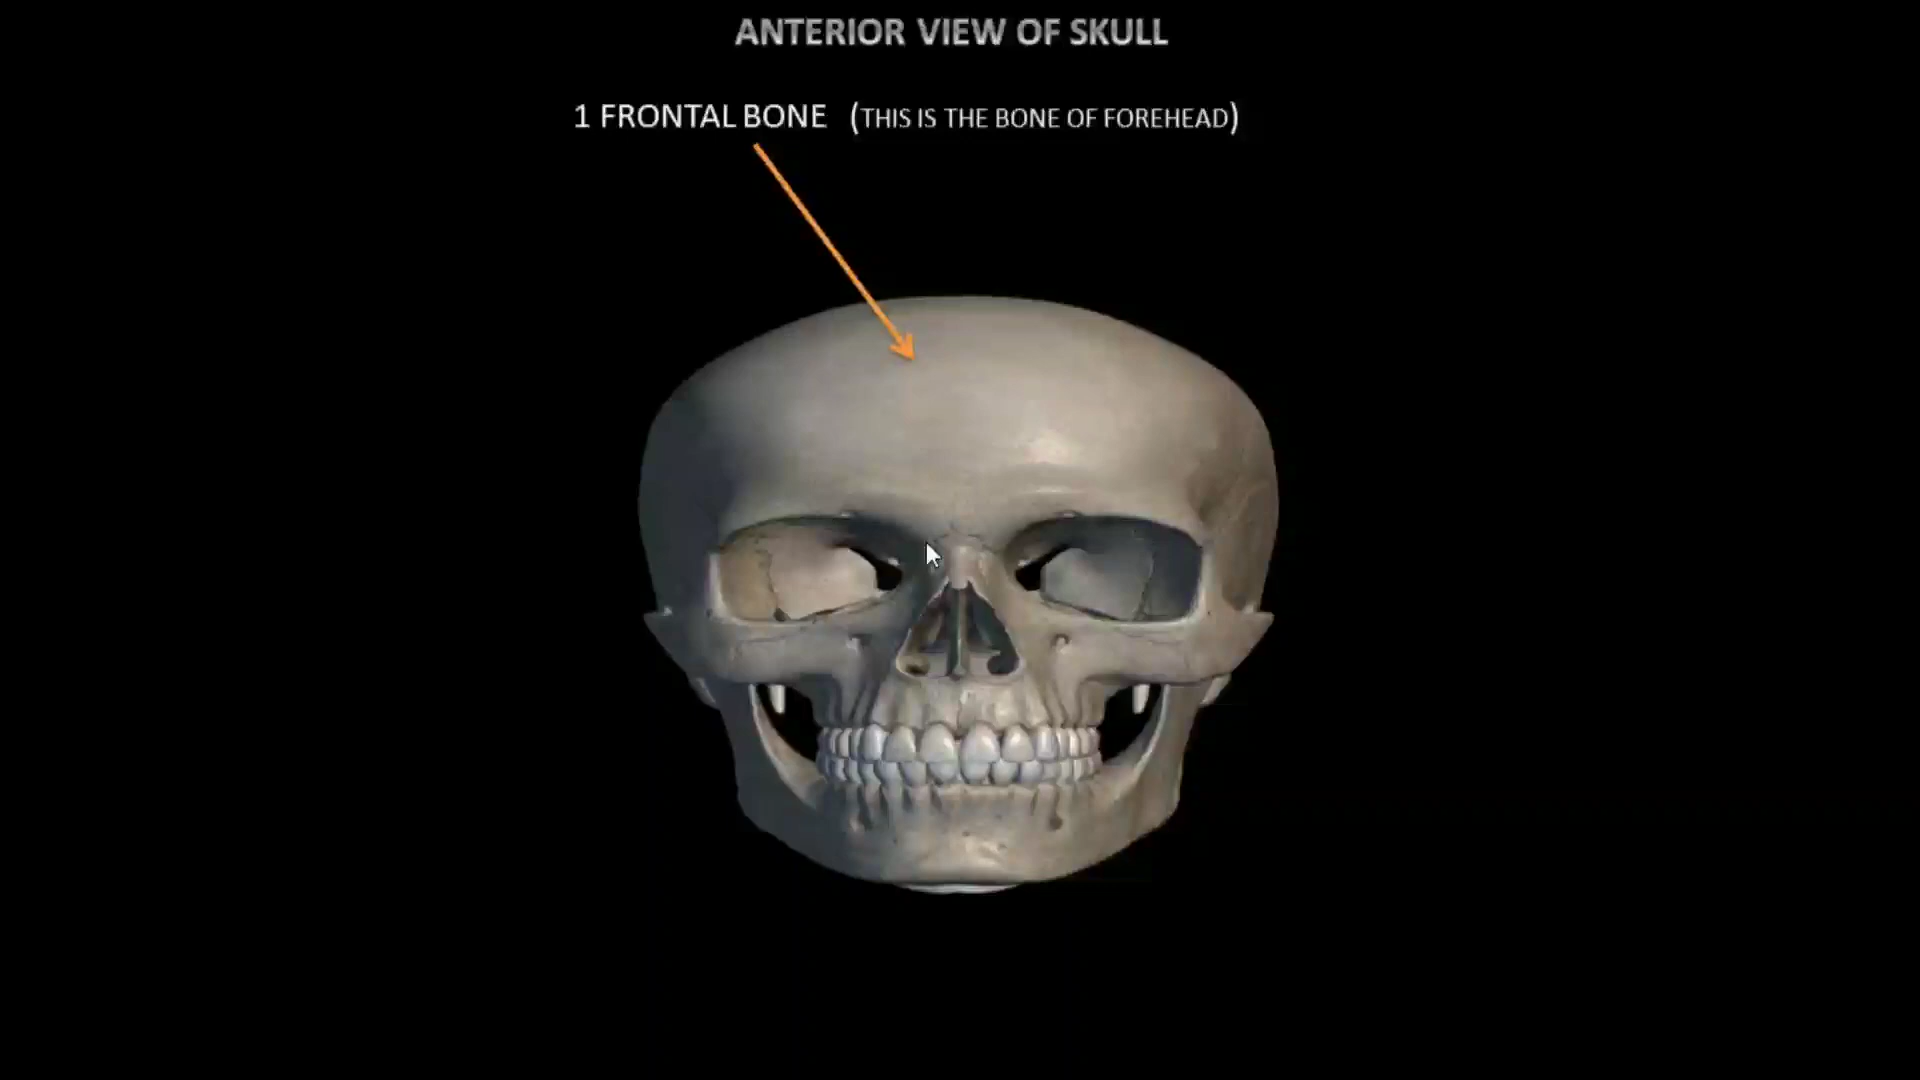 ANTERIOR VIEW OF SKULL
1 FRONTAL BONE (THIS IS THE BONE OF FOREHEAD)